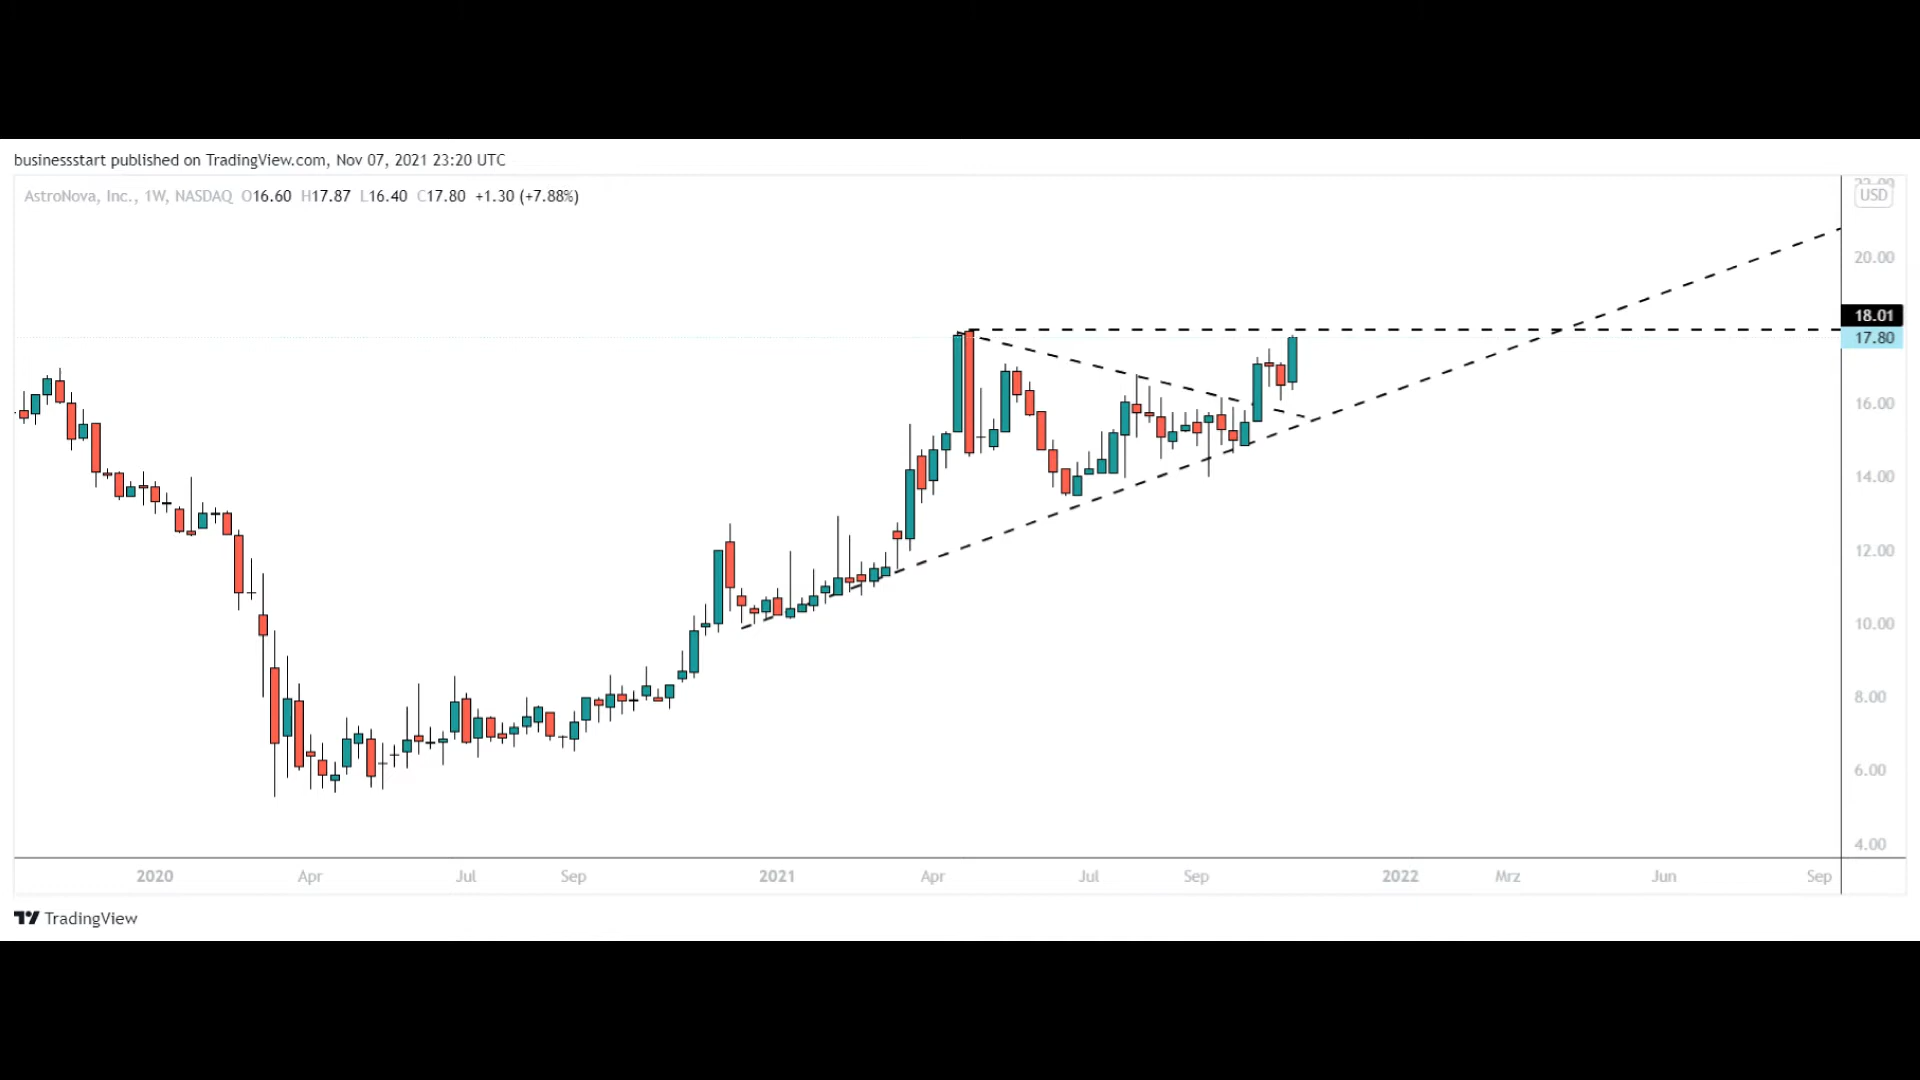 businessstart published on TradingView.com, Nov 07, 2021 23:20 UTC
AstroNova, Inc., 1W, NASDAQ O16.60 H17.87 L16.40 C17.80 +1.30 (+7.88%)
USD
20.00
18.01
17.80
16.00
14.00
12.00
10.00
8.00
6.00
4.00
2020 Apr Jul Sep 2021 Apr Jul Sep 2022 Mrz Jun Sep
TradingView